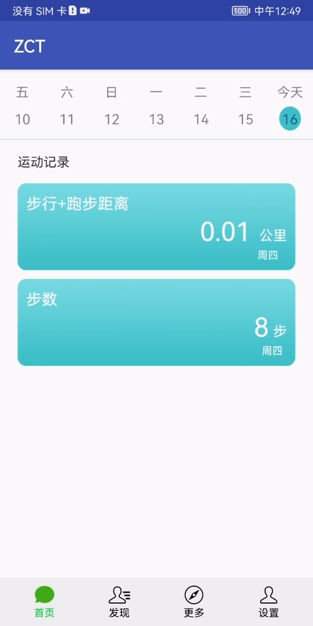 没有 SIM 卡 100 中午12:49
ZCT
五 六 日 一 二 三 今天
10 11 12 13 14 15 16
运动记录
步行+跑步距离
0.01 公里
周四
步数
8 步
周四
首页 发现 更多 设置